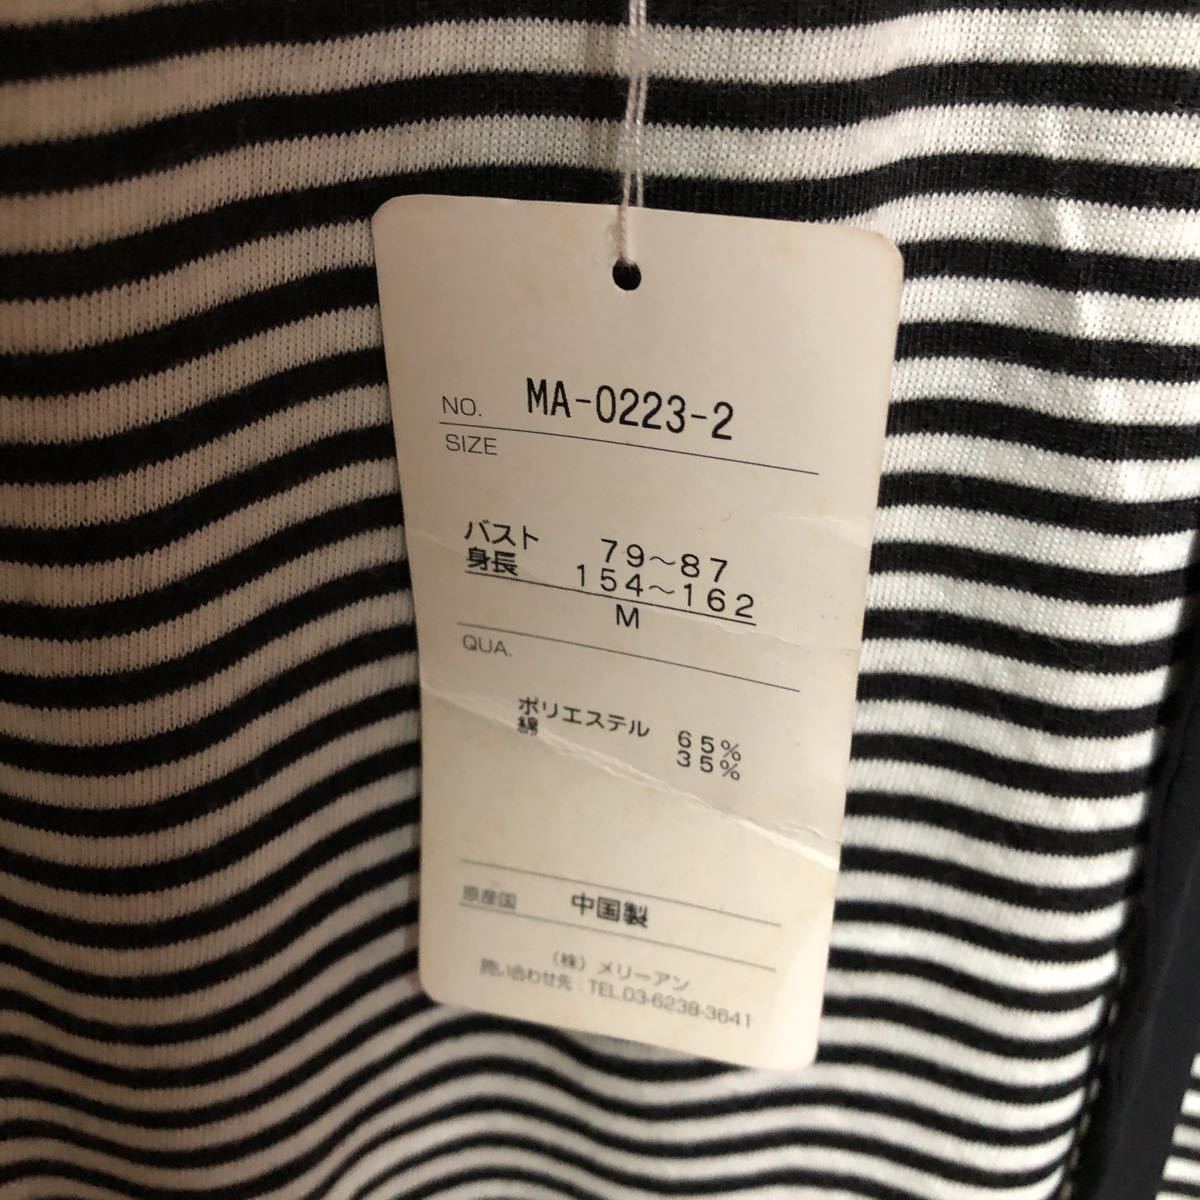 NO. MA-0223-2
SIZE
バスト 79～87
身長 154～162
M
QUA.
ポリエステル 65%
綿 35%
原産国 中国製
（株）メリーアン
問い合わせ先：TEL.03-6238-3641